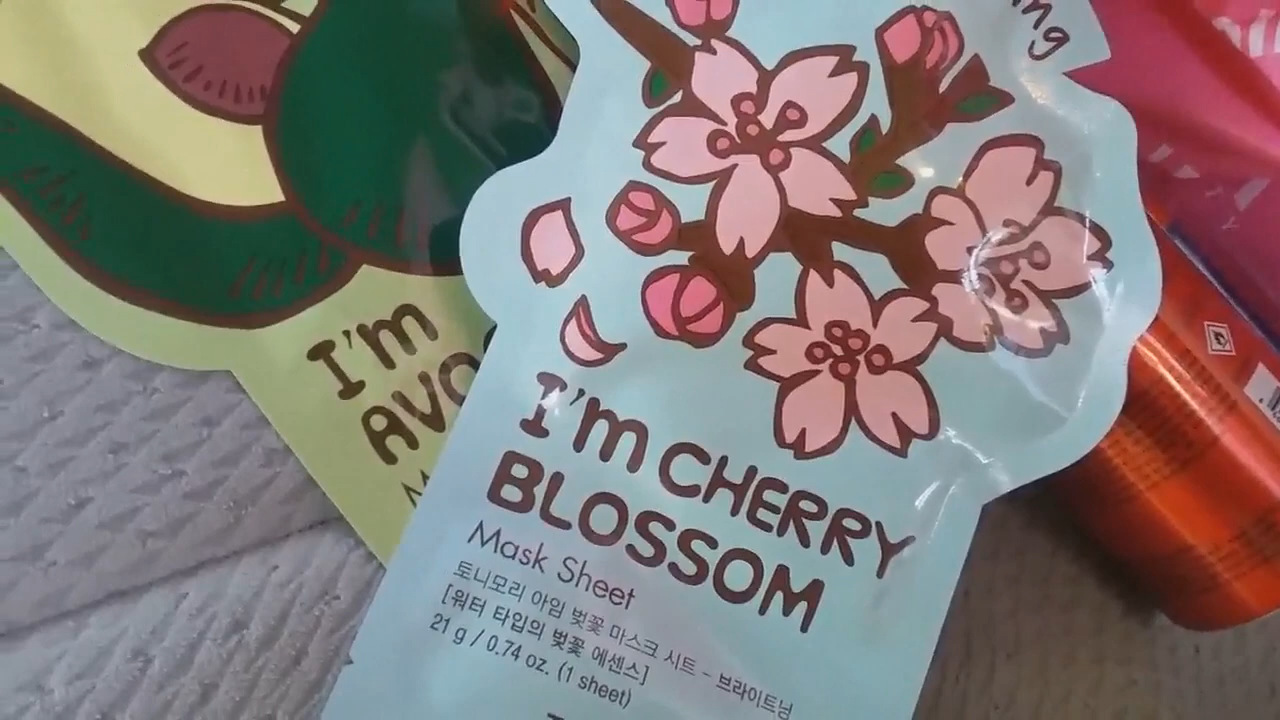 I'm
I'm CHERRY
BLOSSOM
Mask Sheet
토니모리 아임 벚꽃 마스크 시트 - 브라이트닝
[워터 타입의 벚꽃 에센스]
21 g / 0.74 oz. (1 sheet)